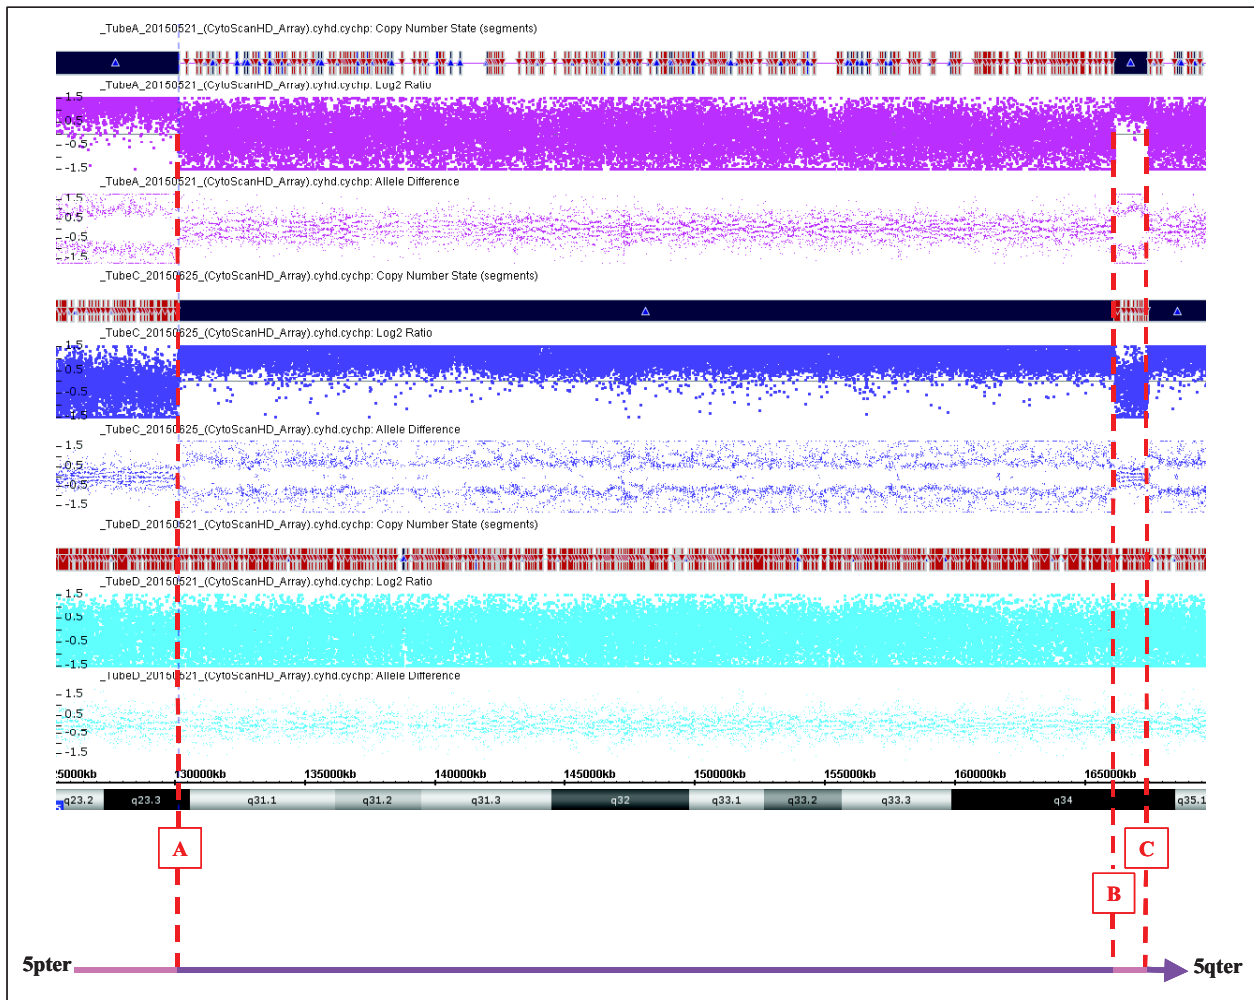 _TubeA_20150521_(CytoScanHD_Array).cyhd.cychp: Copy Number State (segments)
_TubeA_20150521_(CytoScanHD_Array).cyhd.cychp: Log2 Ratio
1.5
0.5
-0.5
-1.5
_TubeA_20150521_(CytoScanHD_Array).cyhd.cychp: Allele Difference
1.5
0.5
-0.5
-1.5
_TubeC_20150625_(CytoScanHD_Array).cyhd.cychp: Copy Number State (segments)
_TubeC_20150625_(CytoScanHD_Array).cyhd.cychp: Log2 Ratio
1.5
0.5
-0.5
-1.5
_TubeC_20150625_(CytoScanHD_Array).cyhd.cychp: Allele Difference
1.5
0.5
-0.5
-1.5
_TubeD_20150521_(CytoScanHD_Array).cyhd.cychp: Copy Number State (segments)
_TubeD_20150521_(CytoScanHD_Array).cyhd.cychp: Log2 Ratio
1.5
0.5
-0.5
-1.5
_TubeD_20150521_(CytoScanHD_Array).cyhd.cychp: Allele Difference
1.5
0.5
-0.5
-1.5
25000kb 130000kb 135000kb 140000kb 145000kb 150000kb 155000kb 160000kb 165000kb
q23.2 q23.3 q31.1 q31.2 q31.3 q32 q33.1 q33.2 q33.3 q34 q35.1
A
C
B
5pter 5qter